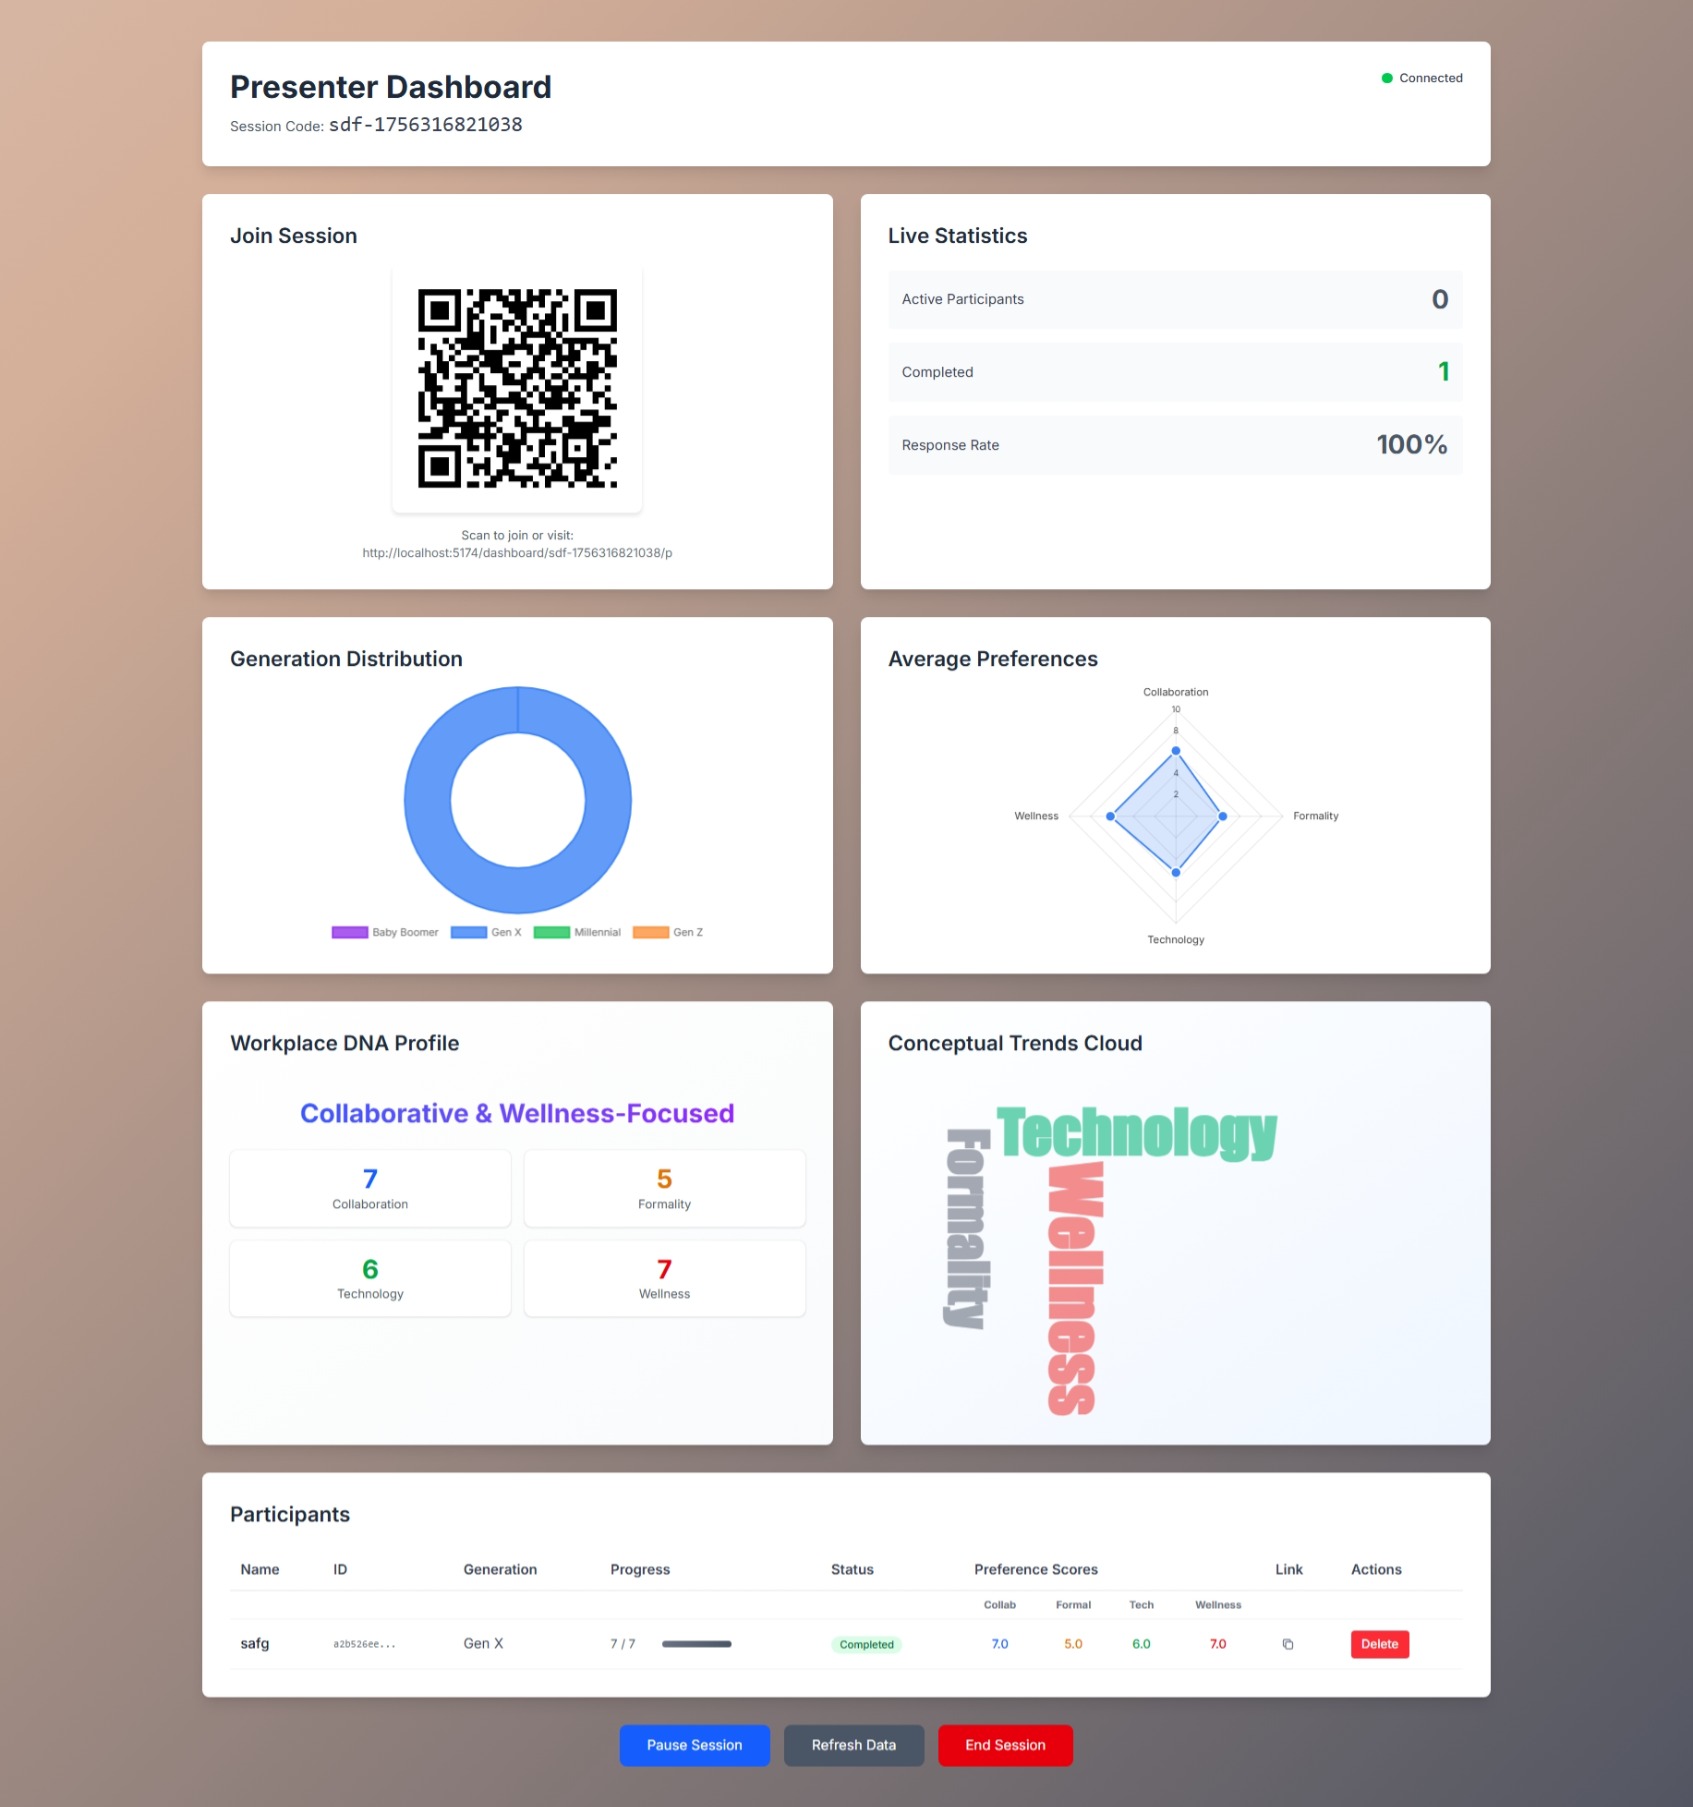 Presenter Dashboard
Connected
Session Code: sdf-1756316821038
Join Session
Scan to join or visit:
http://localhost:5174/dashboard/sdf-1756316821038/p
Live Statistics
Active Participants 0
Completed 1
Response Rate 100%
Generation Distribution
Baby Boomer Gen X Millennial Gen Z
Average Preferences
Collaboration
10
8
4
2
Wellness
Formality
Technology
Workplace DNA Profile
Collaborative & Wellness-Focused
7
Collaboration
5
Formality
6
Technology
7
Wellness
Conceptual Trends Cloud
Technology
Formality
Wellness
Participants
Name ID Generation Progress Status Preference Scores Link Actions
Collab Formal Tech Wellness
safg a2b526ee... Gen X 7 / 7 Completed 7.0 5.0 6.0 7.0 Delete
Pause Session Refresh Data End Session